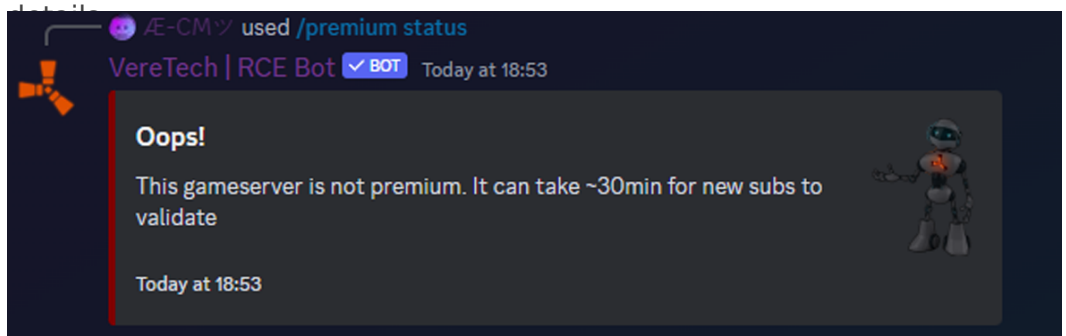 details
Æ-CMツ used /premium status
VereTech | RCE Bot ✓ BOT Today at 18:53
Oops!
This gameserver is not premium. It can take ~30min for new subs to
validate
Today at 18:53